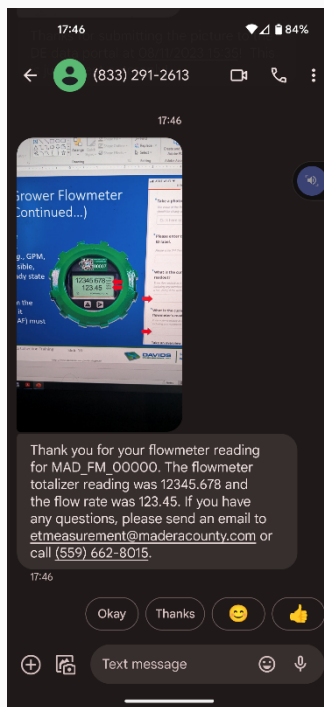 17:46
84%
(833) 291-2613
17:46
Grower Flowmeter
Continued...)
12345.678
123.45
Thank you for your flowmeter reading
for MAD_FM_00000. The flowmeter
totalizer reading was 12345.678 and
the flow rate was 123.45. If you have
any questions, please send an email to
etmeasurement@maderacounty.com or
call (559) 662-8015.
17:46
Okay
Thanks
Text message